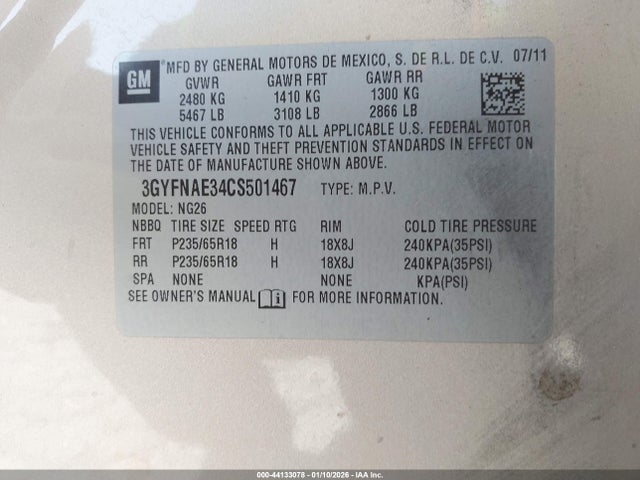 GM
*MFD BY GENERAL MOTORS DE MEXICO, S. DE R.L. DE C.V. 07/11
GVWR GAWR FRT GAWR RR
2480 KG 1410 KG 1300 KG
5467 LB 3108 LB 2866 LB
THIS VEHICLE CONFORMS TO ALL APPLICABLE U.S. FEDERAL MOTOR
VEHICLE SAFETY AND THEFT PREVENTION STANDARDS IN EFFECT ON
THE DATE OF MANUFACTURE SHOWN ABOVE.
3GYFNAE34CS501467 TYPE: M.P.V.
MODEL: NG26
NBBQ TIRE SIZE SPEED RTG RIM COLD TIRE PRESSURE
FRT P235/65R18 H 18X8J 240KPA(35PSI)
RR P235/65R18 H 18X8J 240KPA(35PSI)
SPA NONE NONE KPA(PSI)
SEE OWNER'S MANUAL FOR MORE INFORMATION.
000-44133078 - 01/10/2026 - IAA Inc.